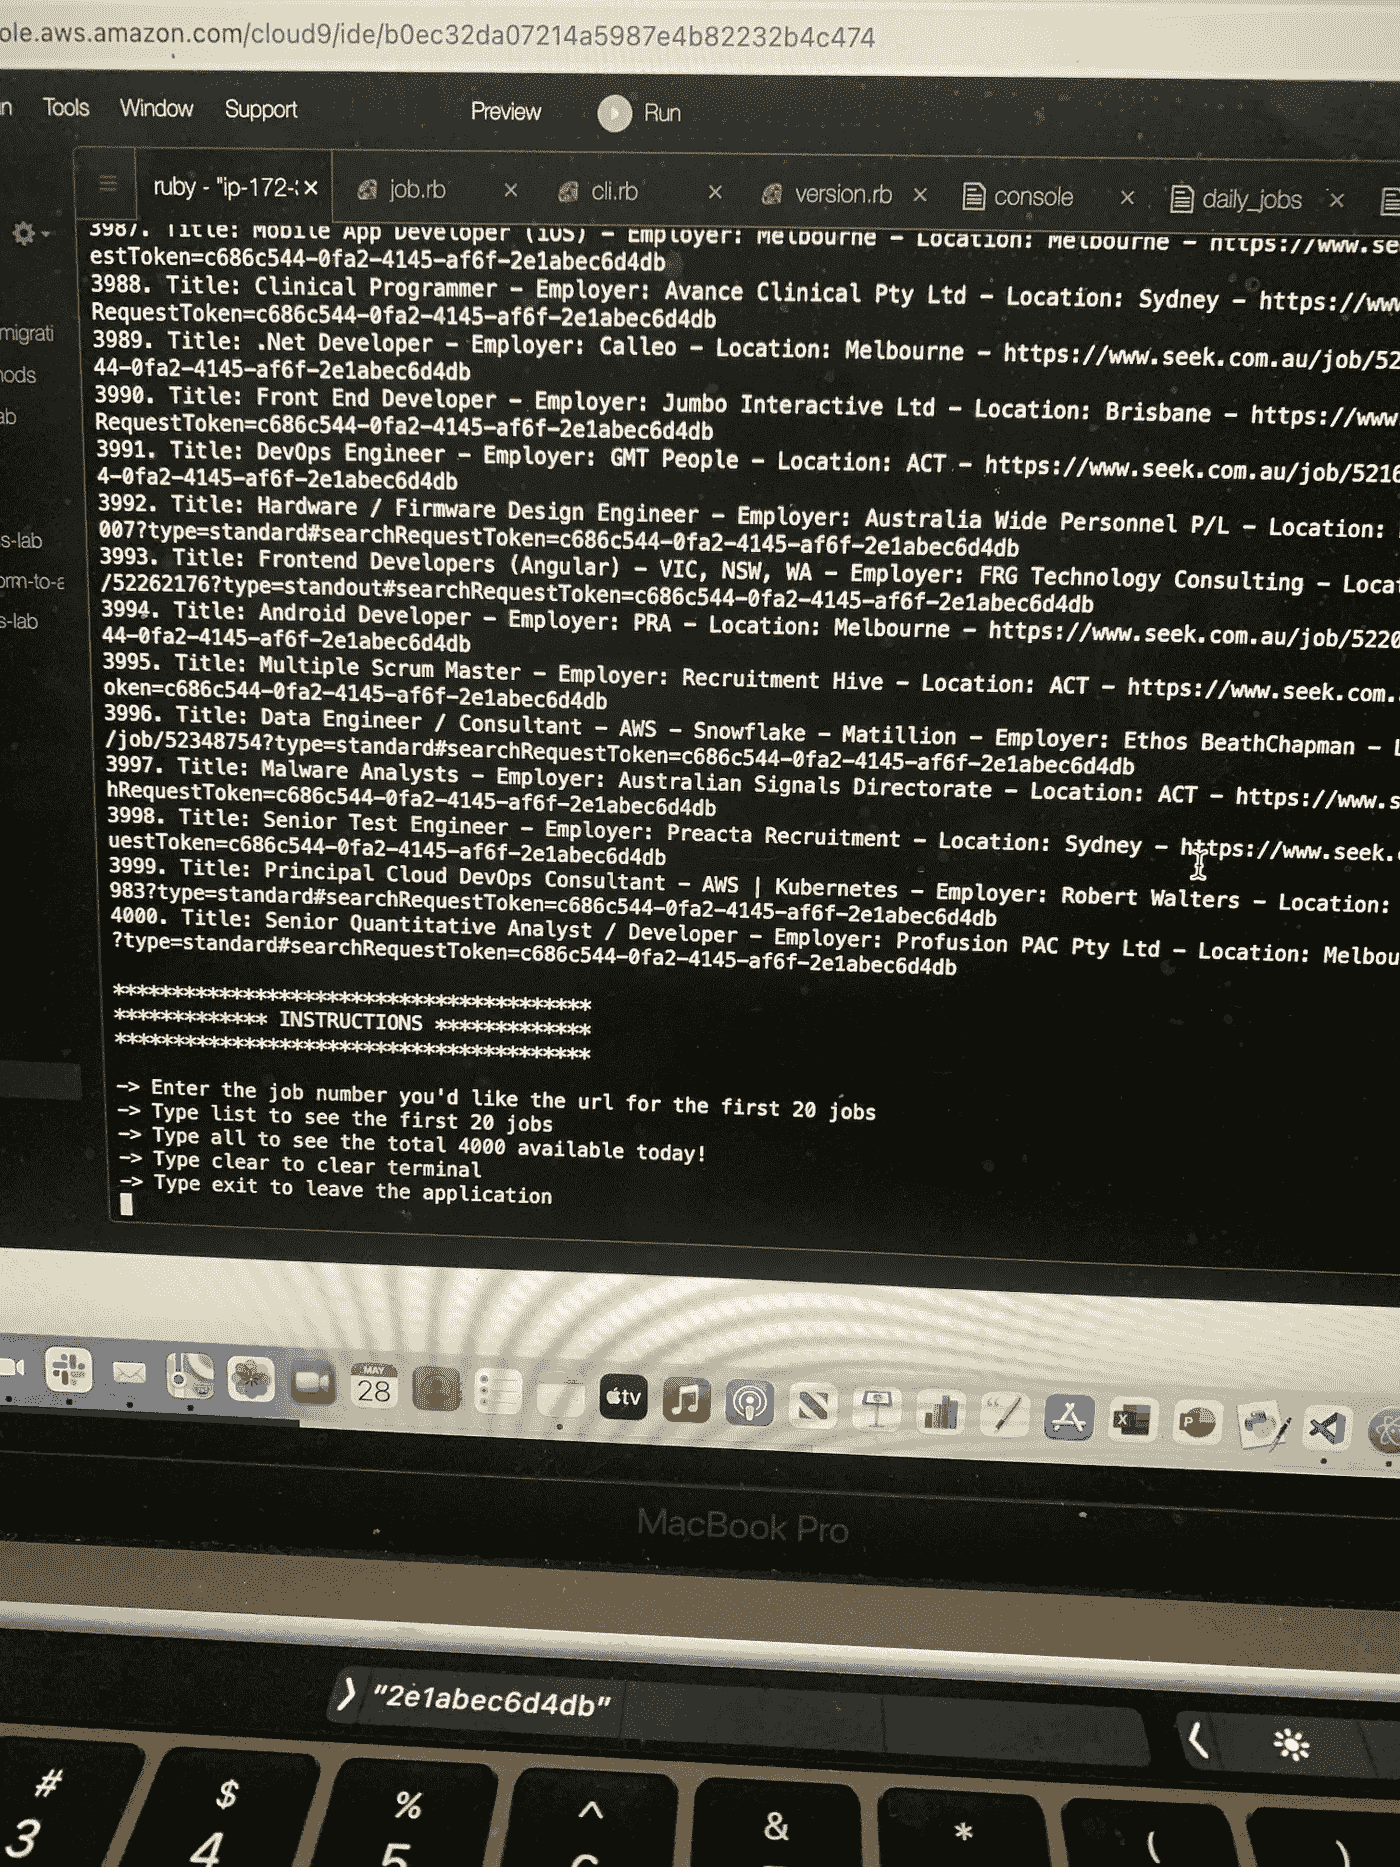 ole.aws.amazon.com/cloud9/ide/b0ec32da07214a5987e4b82232b4c474
Tools Window Support Preview Run
ruby - "ip-172- job.rb cli.rb version.rb console daily_jobs
3987. Title: Mobile App Developer (iOS) – Employer: Melbourne – Location: Melbourne – https://www.se
estToken=c686c544-0fa2-4145-af6f-2e1abec6d4db
3988. Title: Clinical Programmer – Employer: Avance Clinical Pty Ltd – Location: Sydney – https://www
RequestToken=c686c544-0fa2-4145-af6f-2e1abec6d4db
3989. Title: .Net Developer – Employer: Calleo – Location: Melbourne – https://www.seek.com.au/job/52
44-0fa2-4145-af6f-2e1abec6d4db
3990. Title: Front End Developer – Employer: Jumbo Interactive Ltd – Location: Brisbane – https://www.
RequestToken=c686c544-0fa2-4145-af6f-2e1abec6d4db
3991. Title: DevOps Engineer – Employer: GMT People – Location: ACT – https://www.seek.com.au/job/5216
4-0fa2-4145-af6f-2e1abec6d4db
3992. Title: Hardware / Firmware Design Engineer – Employer: Australia Wide Personnel P/L – Location:
007?type=standard#searchRequestToken=c686c544-0fa2-4145-af6f-2e1abec6d4db
3993. Title: Frontend Developers (Angular) – VIC, NSW, WA – Employer: FRG Technology Consulting – Locat
/52262176?type=standout#searchRequestToken=c686c544-0fa2-4145-af6f-2e1abec6d4db
3994. Title: Android Developer – Employer: PRA – Location: Melbourne – https://www.seek.com.au/job/5220
44-0fa2-4145-af6f-2e1abec6d4db
3995. Title: Multiple Scrum Master – Employer: Recruitment Hive – Location: ACT – https://www.seek.com.
oken=c686c544-0fa2-4145-af6f-2e1abec6d4db
3996. Title: Data Engineer / Consultant – AWS – Snowflake – Matillion – Employer: Ethos BeathChapman – L
/job/52348754?type=standard#searchRequestToken=c686c544-0fa2-4145-af6f-2e1abec6d4db
3997. Title: Malware Analysts – Employer: Australian Signals Directorate – Location: ACT – https://www.s
hRequestToken=c686c544-0fa2-4145-af6f-2e1abec6d4db
3998. Title: Senior Test Engineer – Employer: Preacta Recruitment – Location: Sydney – https://www.seek.
uestToken=c686c544-0fa2-4145-af6f-2e1abec6d4db
3999. Title: Principal Cloud DevOps Consultant – AWS | Kubernetes – Employer: Robert Walters – Location:
983?type=standard#searchRequestToken=c686c544-0fa2-4145-af6f-2e1abec6d4db
4000. Title: Senior Quantitative Analyst / Developer – Employer: Profusion PAC Pty Ltd – Location: Melbou
?type=standard#searchRequestToken=c686c544-0fa2-4145-af6f-2e1abec6d4db
****************************************
************* INSTRUCTIONS *************
****************************************
—> Enter the job number you'd like the url for the first 20 jobs
—> Type list to see the first 20 jobs
—> Type all to see the total 4000 available today!
—> Type clear to clear terminal
—> Type exit to leave the application
migrati
nods
ab
s-lab
orm-to-a
s-lab
MAY
28
tv
X
P
MacBook Pro
"2e1abec6d4db"
# $ % ^ & * ( )
3 4 5